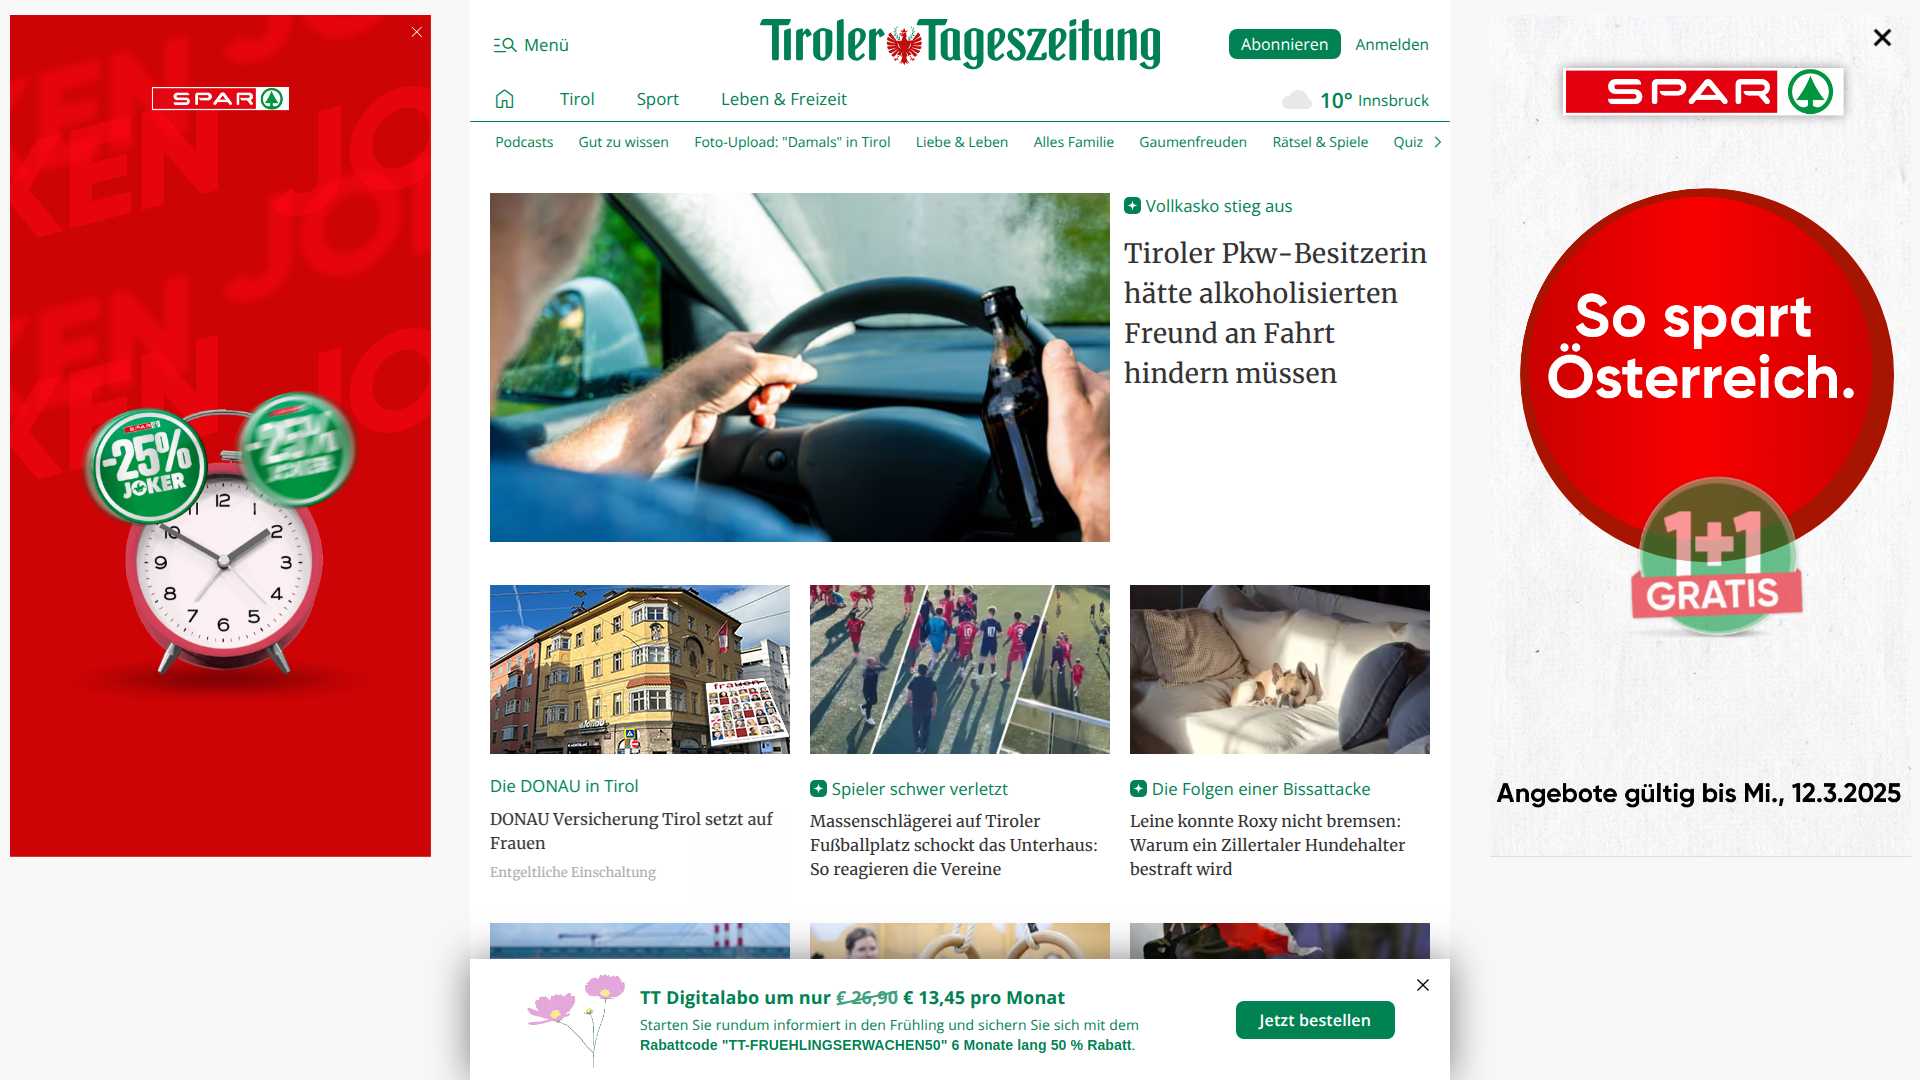 SPAR
-25%
JOKER
Menü
Tiroler Tageszeitung
Abonnieren
Anmelden
Tirol
Sport
Leben & Freizeit
10° Innsbruck
Podcasts
Gut zu wissen
Foto-Upload: "Damals" in Tirol
Liebe & Leben
Alles Familie
Gaumenfreuden
Rätsel & Spiele
Quiz
Vollkasko stieg aus
Tiroler Pkw-Besitzerin
hätte alkoholisierten
Freund an Fahrt
hindern müssen
frauen
Die DONAU in Tirol
DONAU Versicherung Tirol setzt auf
Frauen
Entgeltliche Einschaltung
Spieler schwer verletzt
Massenschlägerei auf Tiroler
Fußballplatz schockt das Unterhaus:
So reagieren die Vereine
Die Folgen einer Bissattacke
Leine konnte Roxy nicht bremsen:
Warum ein Zillertaler Hundehalter
bestraft wird
TT Digitalabo um nur € 26,90 € 13,45 pro Monat
Starten Sie rundum informiert in den Frühling und sichern Sie sich mit dem
Rabattcode "TT-FRUEHLINGSERWACHEN50" 6 Monate lang 50 % Rabatt.
Jetzt bestellen
SPAR
So spart
Österreich.
1+1
GRATIS
Angebote gültig bis Mi., 12.3.2025